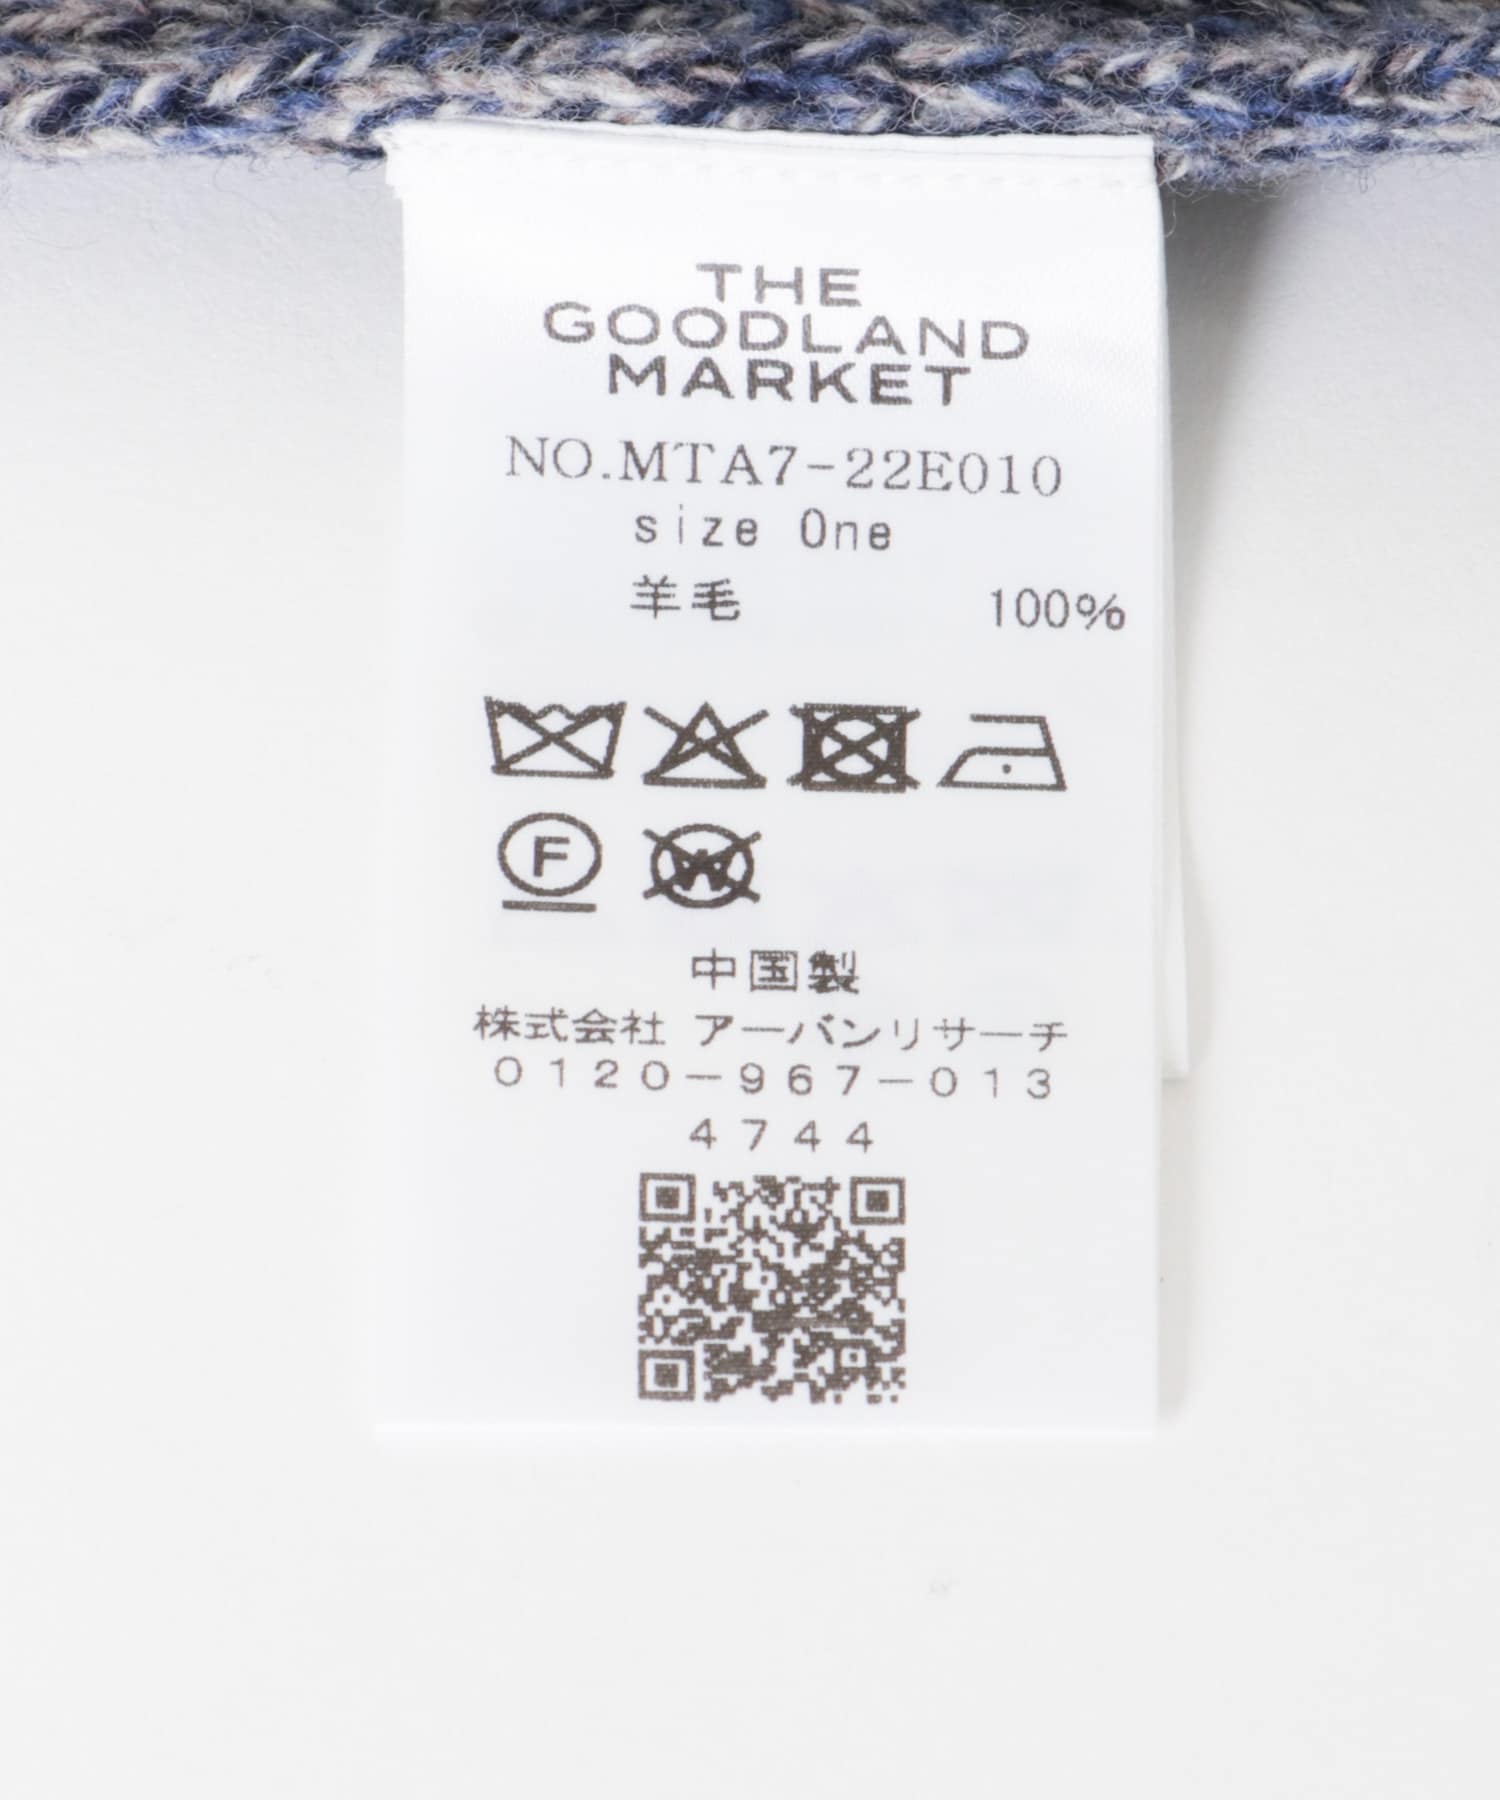 THE
GOODLAND
MARKET
NO.MTA7-22E010
size One
羊毛 100%
F
W
中国製
株式会社 アーバンリサーチ
0120-967-013
4744